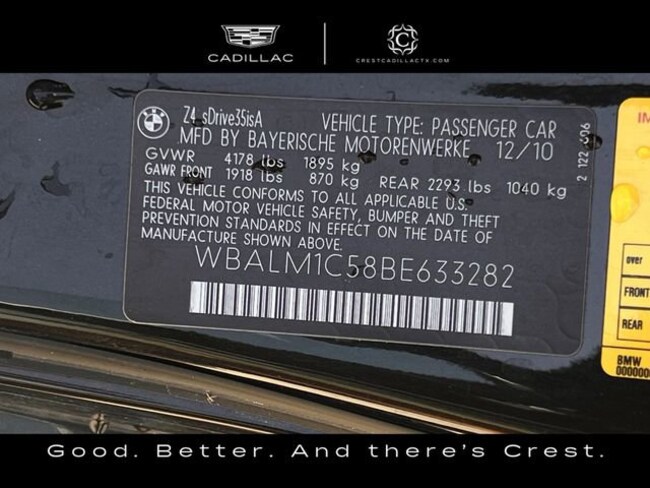 CADILLAC
C
CRESTCADILLACTX.COM
Z4 sDrive35isA
VEHICLE TYPE: PASSENGER CAR
MFD BY BAYERISCHE MOTORENWERKE 12/10
GVWR 4178 lbs 1895 kg
GAWR FRONT 1918 lbs 870 kg REAR 2293 lbs 1040 kg
THIS VEHICLE CONFORMS TO ALL APPLICABLE U.S.
FEDERAL MOTOR VEHICLE SAFETY, BUMPER AND THEFT
PREVENTION STANDARDS IN EFFECT ON THE DATE OF
MANUFACTURE SHOWN ABOVE.
WBALM1C58BE633282
over
FRONT
REAR
BMW
Good. Better. And there's Crest.